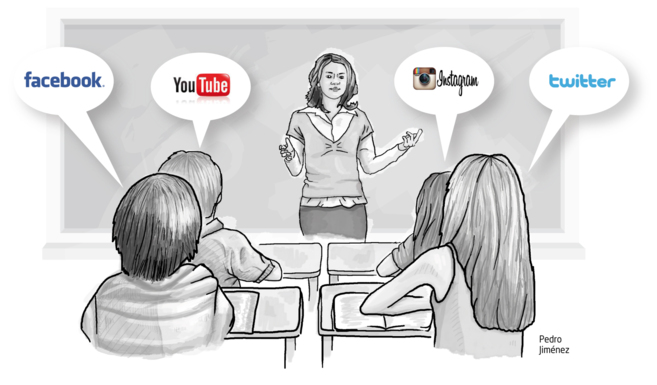 facebook.
YouTube
Instagram
twitter
Pedro
Jiménez